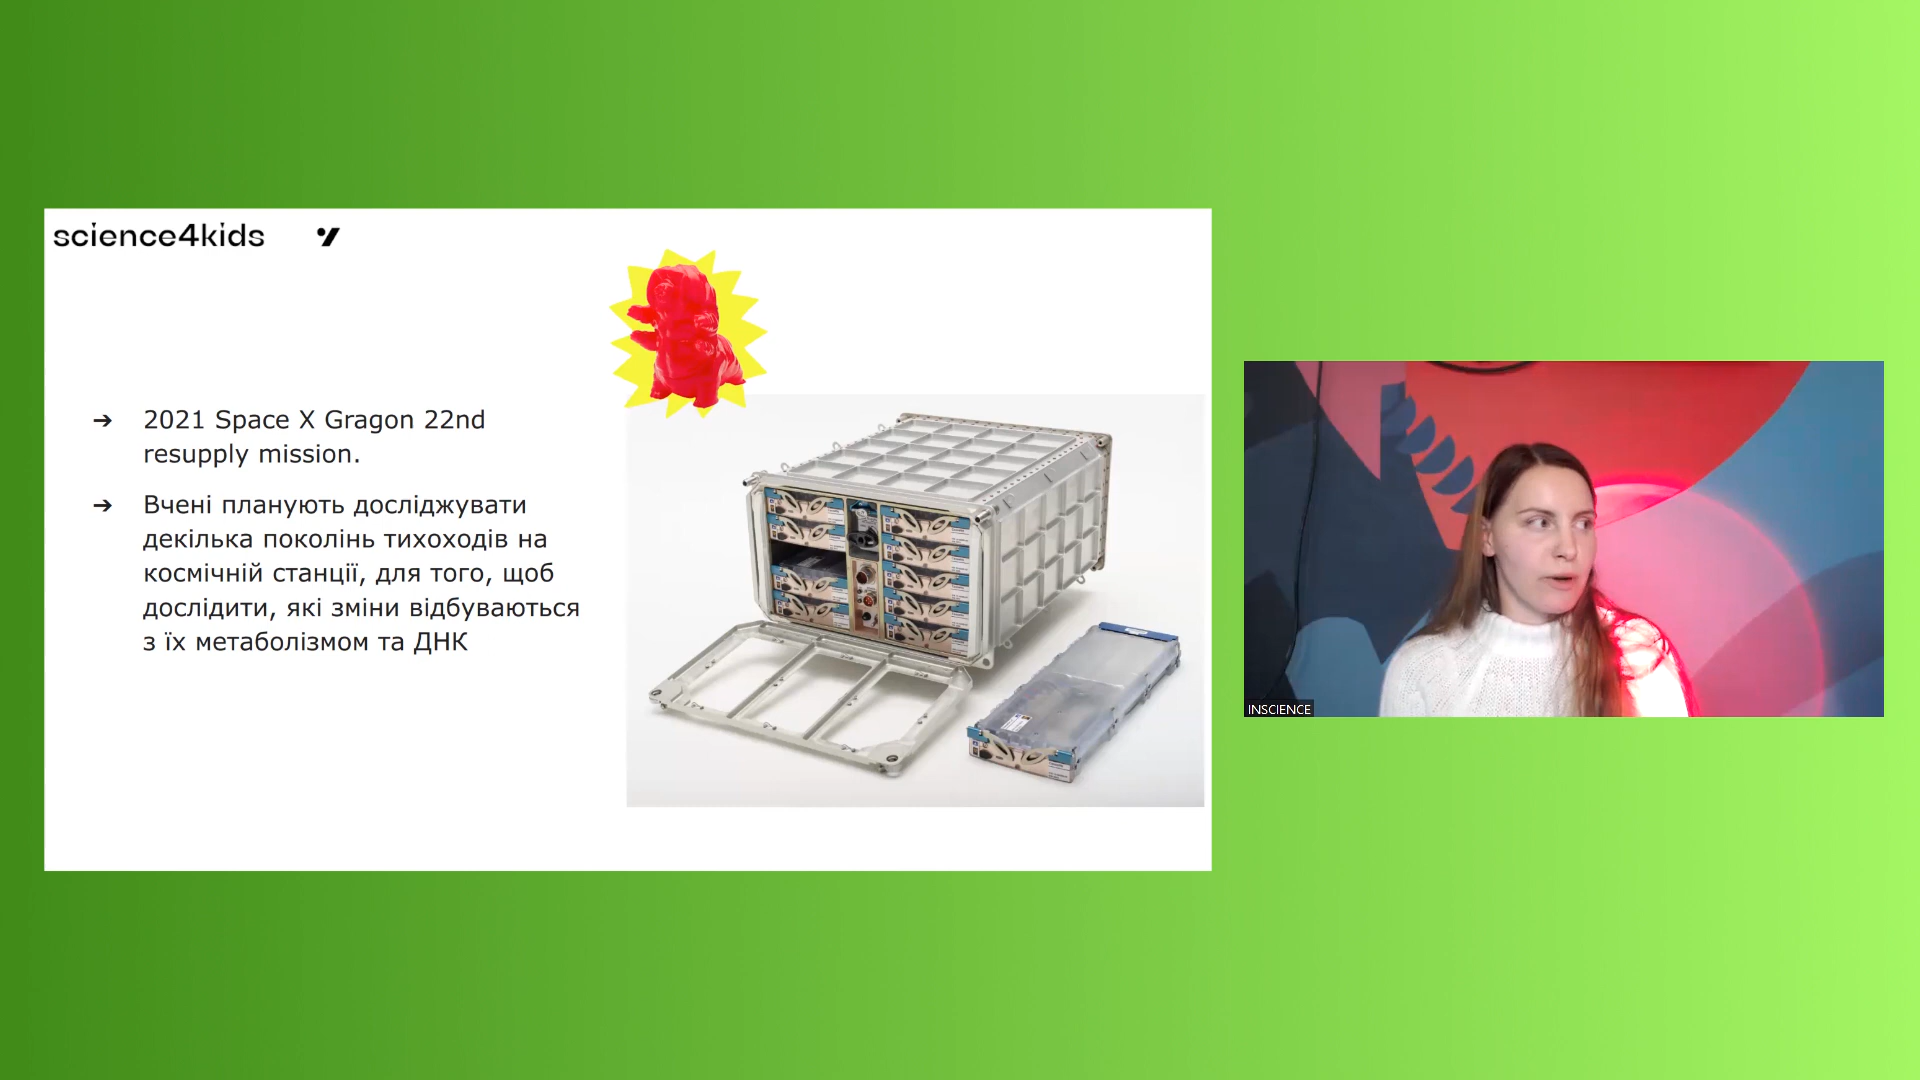 science4kids
➔ 2021 Space X Gragon 22nd
resupply mission.
➔ Вчені планують досліджувати
декілька поколінь тихоходів на
космічній станції, для того, щоб
дослідити, які зміни відбуваються
з їх метаболізмом та ДНК
INSCIENCE